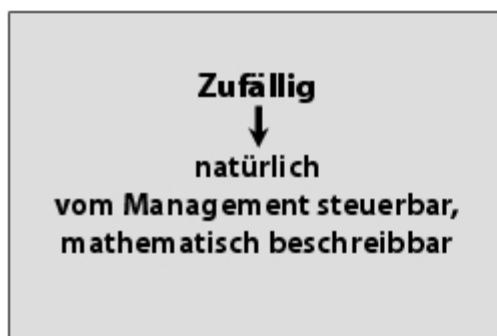 Zufällig
natürlich
vom Management steuerbar,
mathematisch beschreibbar